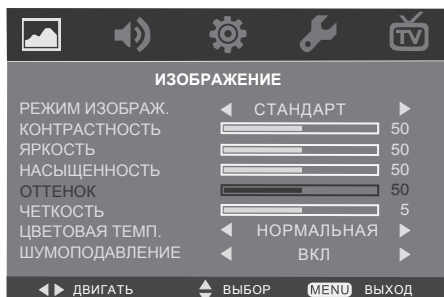 TV
ИЗОБРАЖЕНИЕ
РЕЖИМ ИЗОБРАЖ. СТАНДАРТ
КОНТРАСТНОСТЬ 50
ЯРКОСТЬ 50
НАСЫЩЕННОСТЬ 50
ОТТЕНОК 50
ЧЕТКОСТЬ 5
ЦВЕТОВАЯ ТЕМП. НОРМАЛЬНАЯ
ШУМОПОДАВЛЕНИЕ ВКЛ
ДВИГАТЬ ВЫБОР MENU ВЫХОД